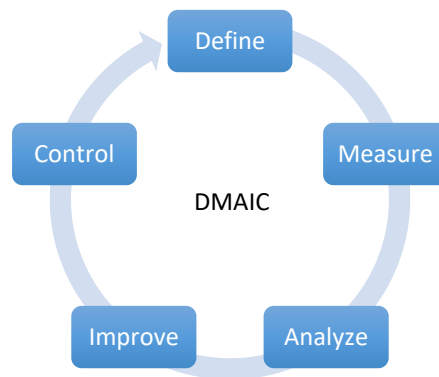 Define
Measure
Analyze
Improve
Control
DMAIC